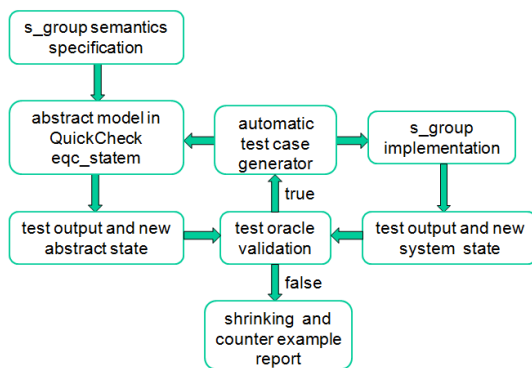 s_group semantics
specification
abstract model in
QuickCheck
eqc_statem
automatic
test case
generator
s_group
implementation
true
test output and new
abstract state
test oracle
validation
test output and new
system state
false
shrinking and
counter example
report